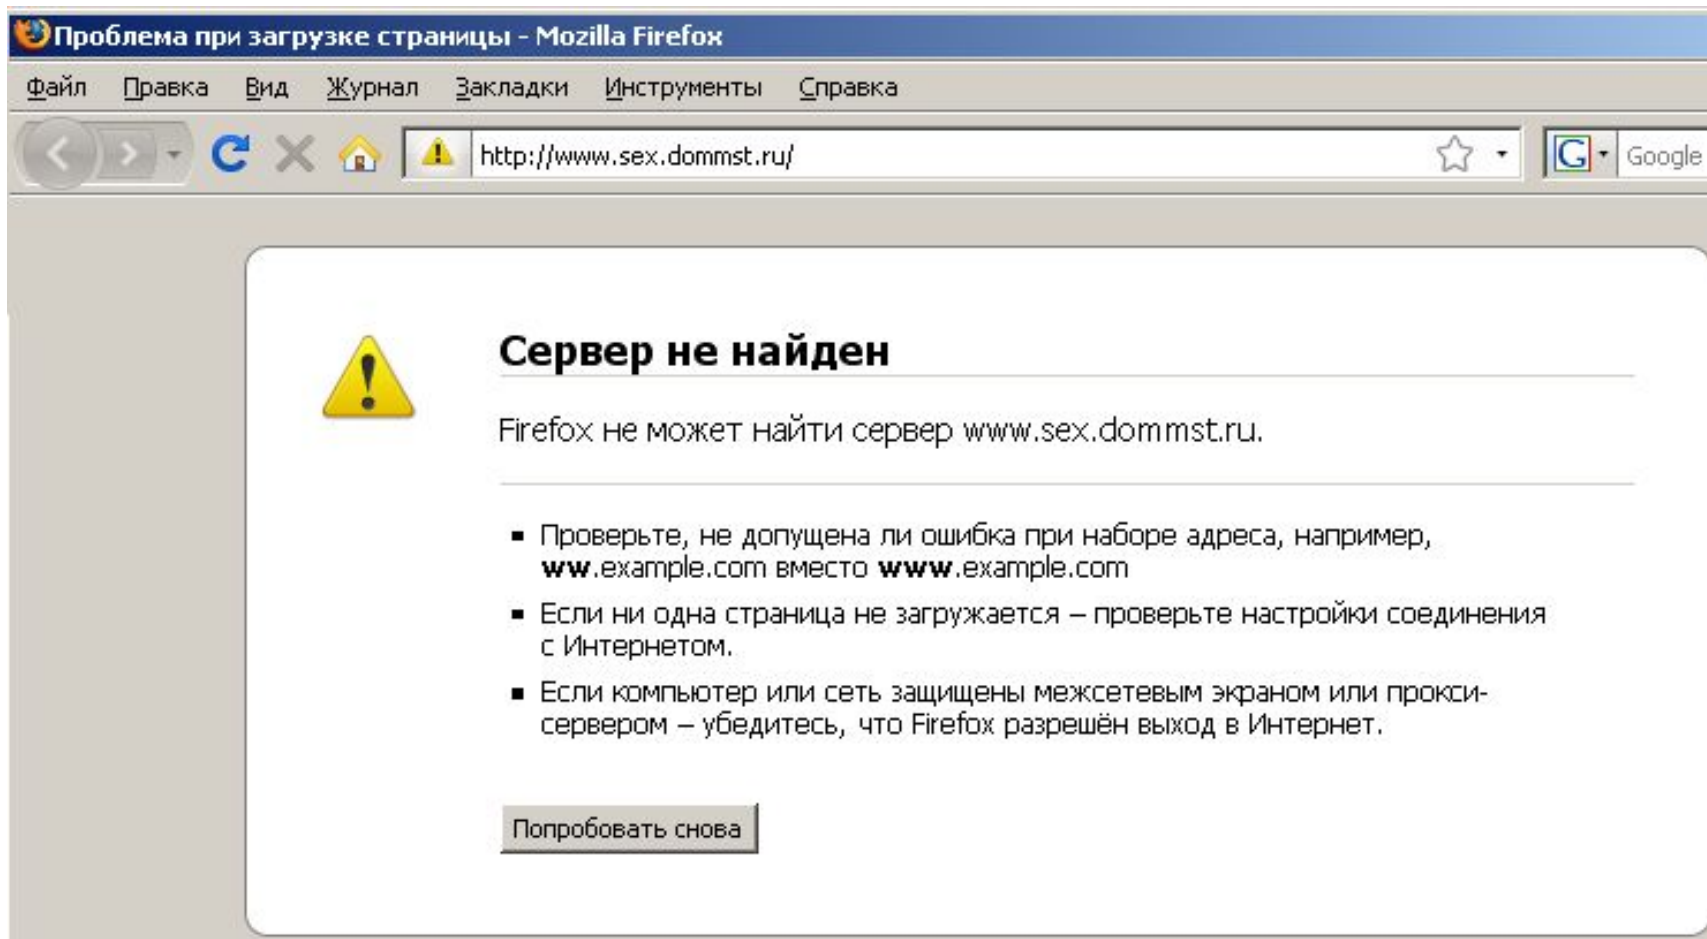 Проблема при загрузке страницы - Mozilla Firefox
Файл Правка Вид Журнал Закладки Инструменты Справка
http://www.sex.dommst.ru/ G Google
Сервер не найден
Firefox не может найти сервер www.sex.dommst.ru.
Проверьте, не допущена ли ошибка при наборе адреса, например,
ww.example.com вместо www.example.com
Если ни одна страница не загружается – проверьте настройки соединения
с Интернетом.
Если компьютер или сеть защищены межсетевым экраном или прокси-
сервером – убедитесь, что Firefox разрешён выход в Интернет.
Попробовать снова